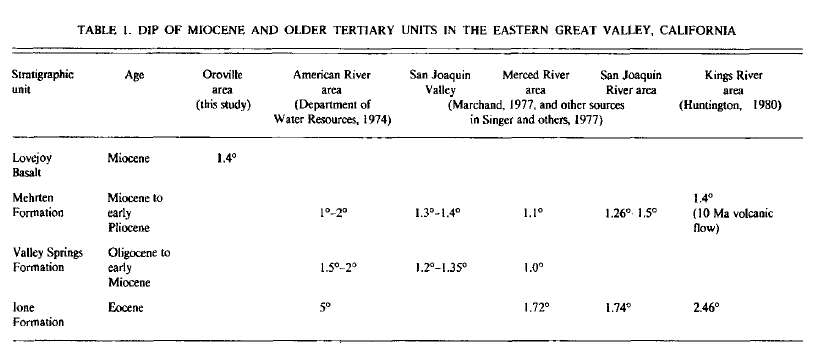 TABLE 1. DIP OF MIOCENE AND OLDER TERTIARY UNITS IN THE EASTERN GREAT VALLEY, CALIFORNIA
Stratigraphic Age Oroville American River San Joaquin Merced River San Joaquin Kings River
unit area area Valley area River area area
(this study) (Department of (Marchand, 1977, and other sources (Huntington, 1980)
Water Resources, 1974) in Singer and others, 1977)
Lovejoy Miocene 1.4°
Basalt
Mehrten Miocene to 1.4°
Formation early 1°–2° 1.3°–1.4° 1.1° 1.26° 1.5° (10 Ma volcanic
Pliocene flow)
Valley Springs Oligocene to
Formation early 1.5°–2° 1.2°–1.35° 1.0°
Miocene
Ione Eocene 5° 1.72° 1.74° 2.46°
Formation